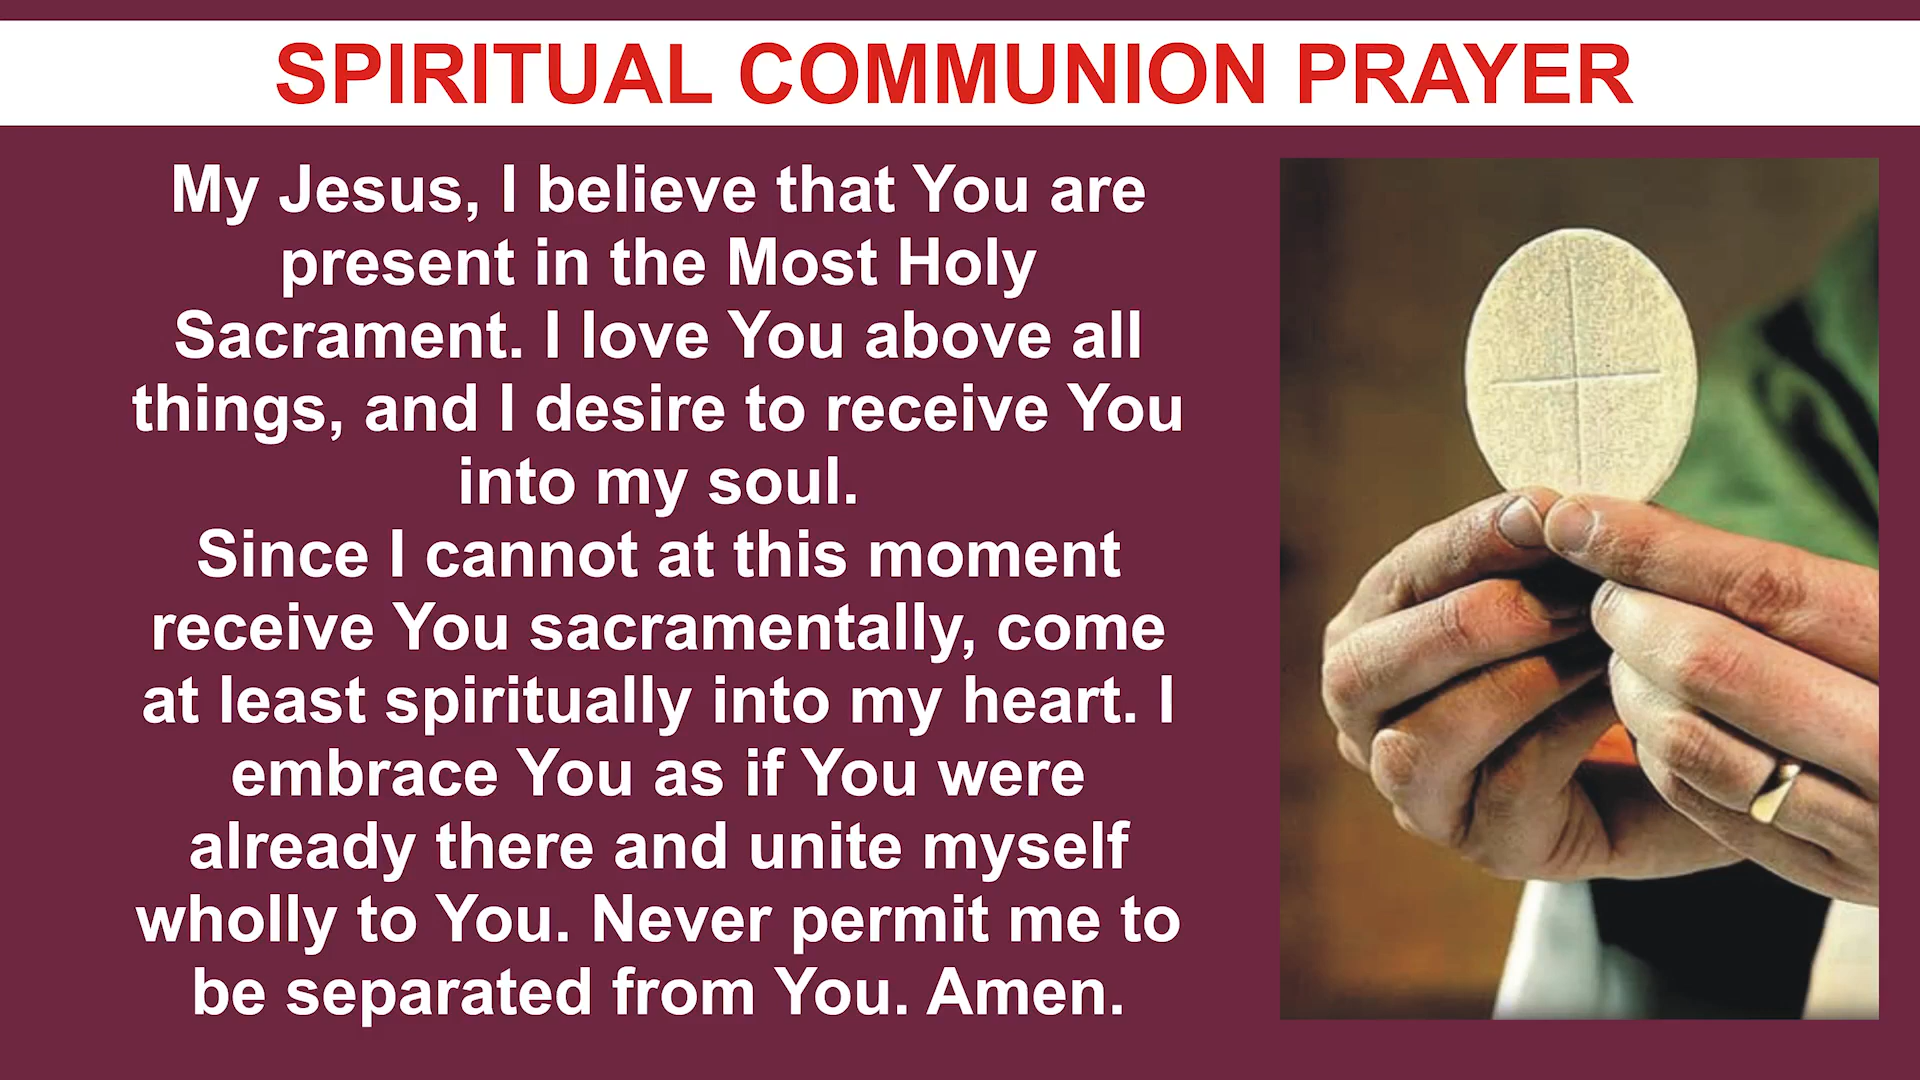 SPIRITUAL COMMUNION PRAYER
My Jesus, I believe that You are
present in the Most Holy
Sacrament. I love You above all
things, and I desire to receive You
into my soul.
Since I cannot at this moment
receive You sacramentally, come
at least spiritually into my heart. I
embrace You as if You were
already there and unite myself
wholly to You. Never permit me to
be separated from You. Amen.